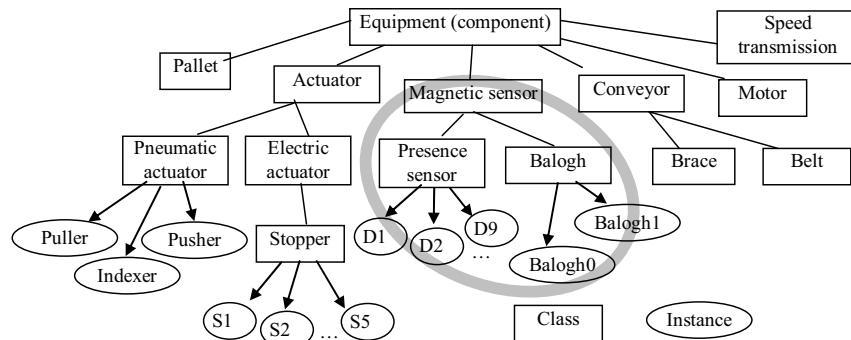 Equipment (component)
Speed
transmission
Pallet
Actuator
Magnetic sensor
Conveyor
Motor
Pneumatic
actuator
Electric
actuator
Presence
sensor
Balogh
Brace
Belt
Puller
Pusher
Indexer
Stopper
D1
D2
D9
...
Balogh1
Balogh0
S1
S2
...
S5
Class
Instance